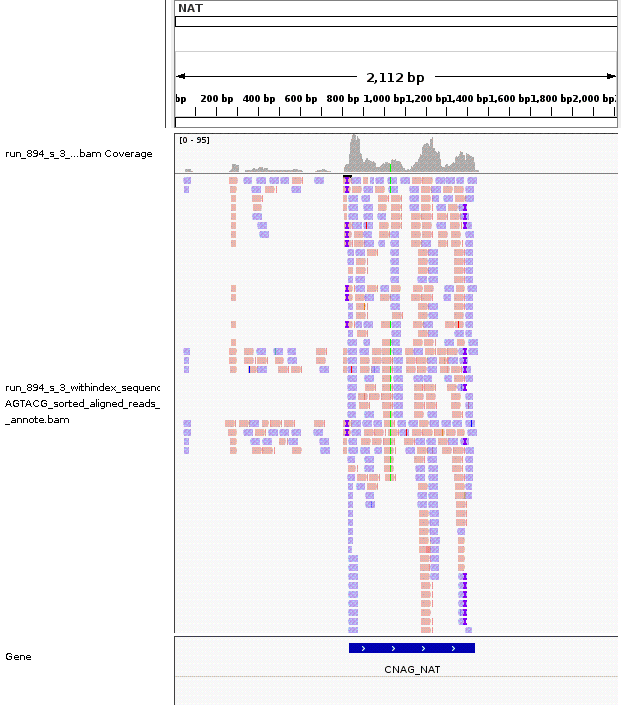 NAT
2,112 bp
bp 200 bp 400 bp 600 bp 800 bp 1,000 bp 1,200 bp 1,400 bp 1,600 bp 1,800 bp 2,000 bp
[0 - 95]
run_894_s_3_...bam Coverage
run_894_s_3_withindex_sequenc
AGTACG_sorted_aligned_reads_
_annote.bam
Gene
CNAG_NAT